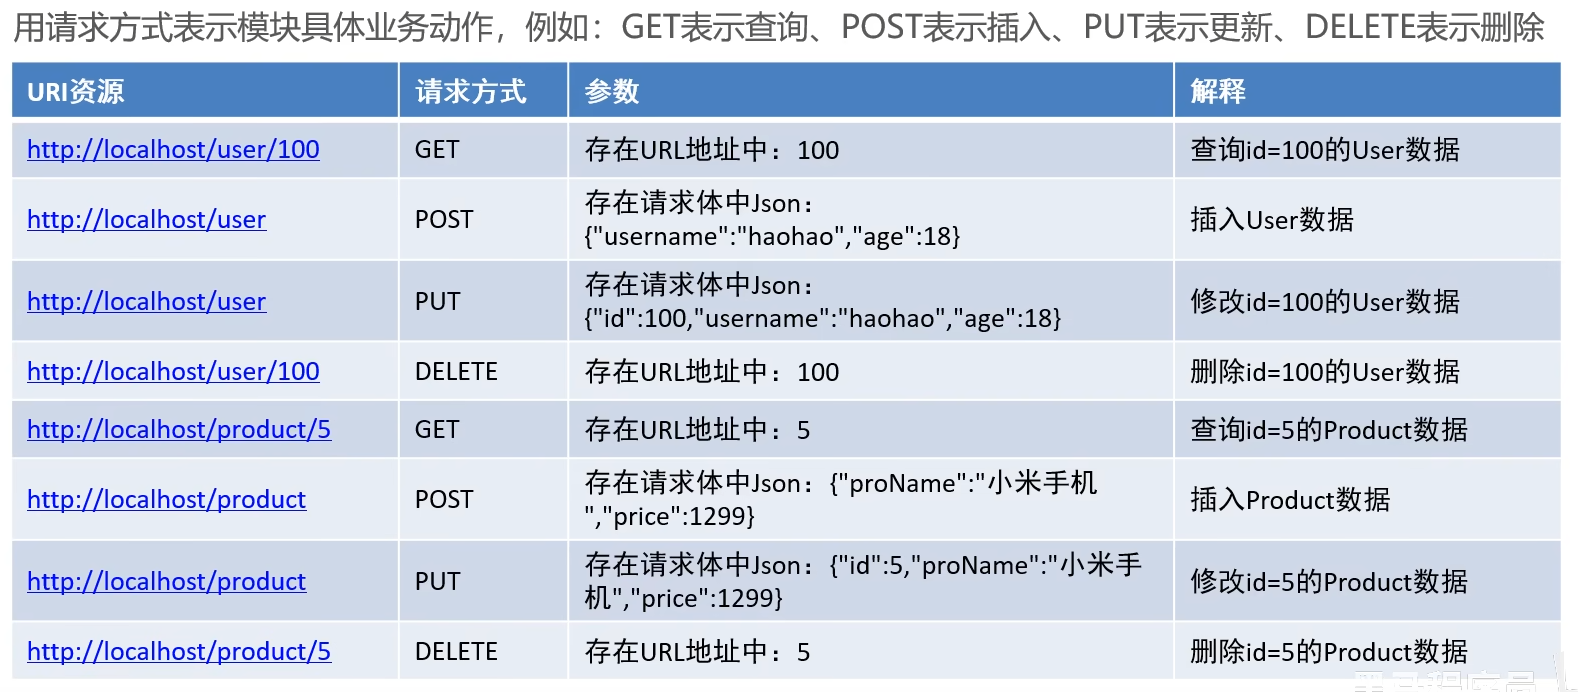 用请求方式表示模块具体业务动作，例如：GET表示查询、POST表示插入、PUT表示更新、DELETE表示删除
URI资源 请求方式 参数 解释
http://localhost/user/100 GET 存在URL地址中：100 查询id=100的User数据
http://localhost/user POST 存在请求体中Json： 插入User数据
{"username":"haohao","age":18}
http://localhost/user PUT 存在请求体中Json： 修改id=100的User数据
{"id":100,"username":"haohao","age":18}
http://localhost/user/100 DELETE 存在URL地址中：100 删除id=100的User数据
http://localhost/product/5 GET 存在URL地址中：5 查询id=5的Product数据
http://localhost/product POST 存在请求体中Json：{"proName":"小米手机 插入Product数据
","price":1299}
http://localhost/product PUT 存在请求体中Json：{"id":5,"proName":"小米手 修改id=5的Product数据
机","price":1299}
http://localhost/product/5 DELETE 存在URL地址中：5 删除id=5的Product数据